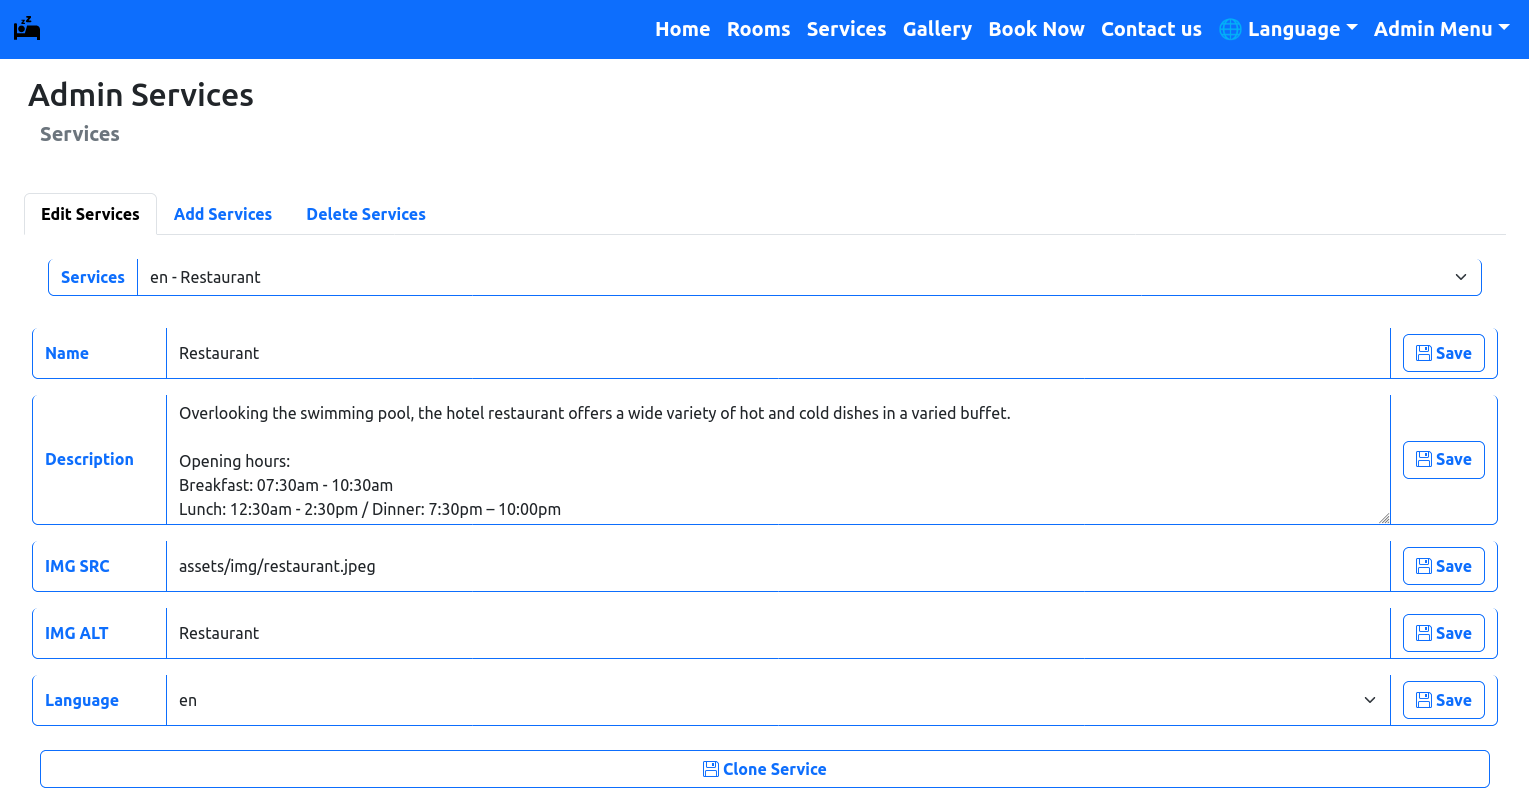 Home Rooms Services Gallery Book Now Contact us 🌐 Language Admin Menu
Admin Services
Services
Edit Services Add Services Delete Services
Services en - Restaurant
Name Restaurant Save
Description
Overlooking the swimming pool, the hotel restaurant offers a wide variety of hot and cold dishes in a varied buffet.
Opening hours:
Breakfast: 07:30am - 10:30am
Lunch: 12:30am - 2:30pm / Dinner: 7:30pm – 10:00pm
Save
IMG SRC assets/img/restaurant.jpeg Save
IMG ALT Restaurant Save
Language en Save
Clone Service